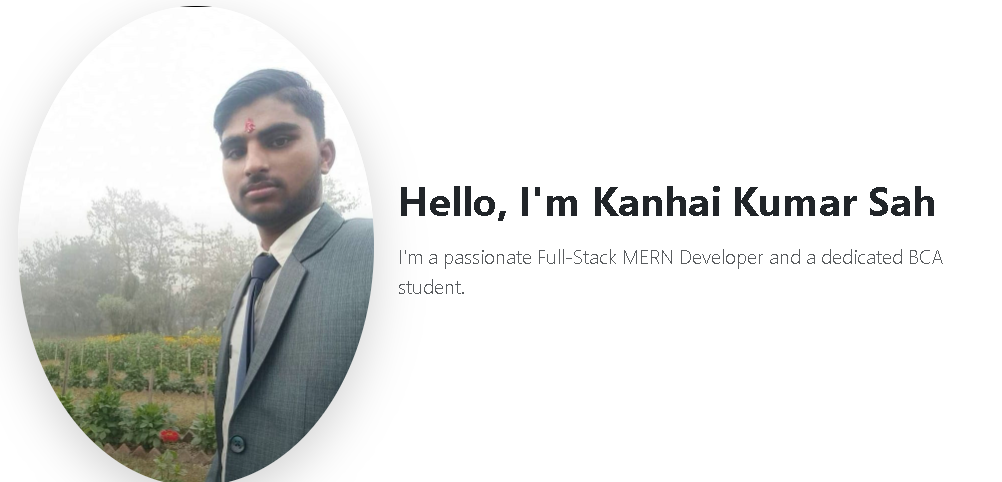 Hello, I'm Kanhai Kumar Sah
I'm a passionate Full-Stack MERN Developer and a dedicated BCA
student.